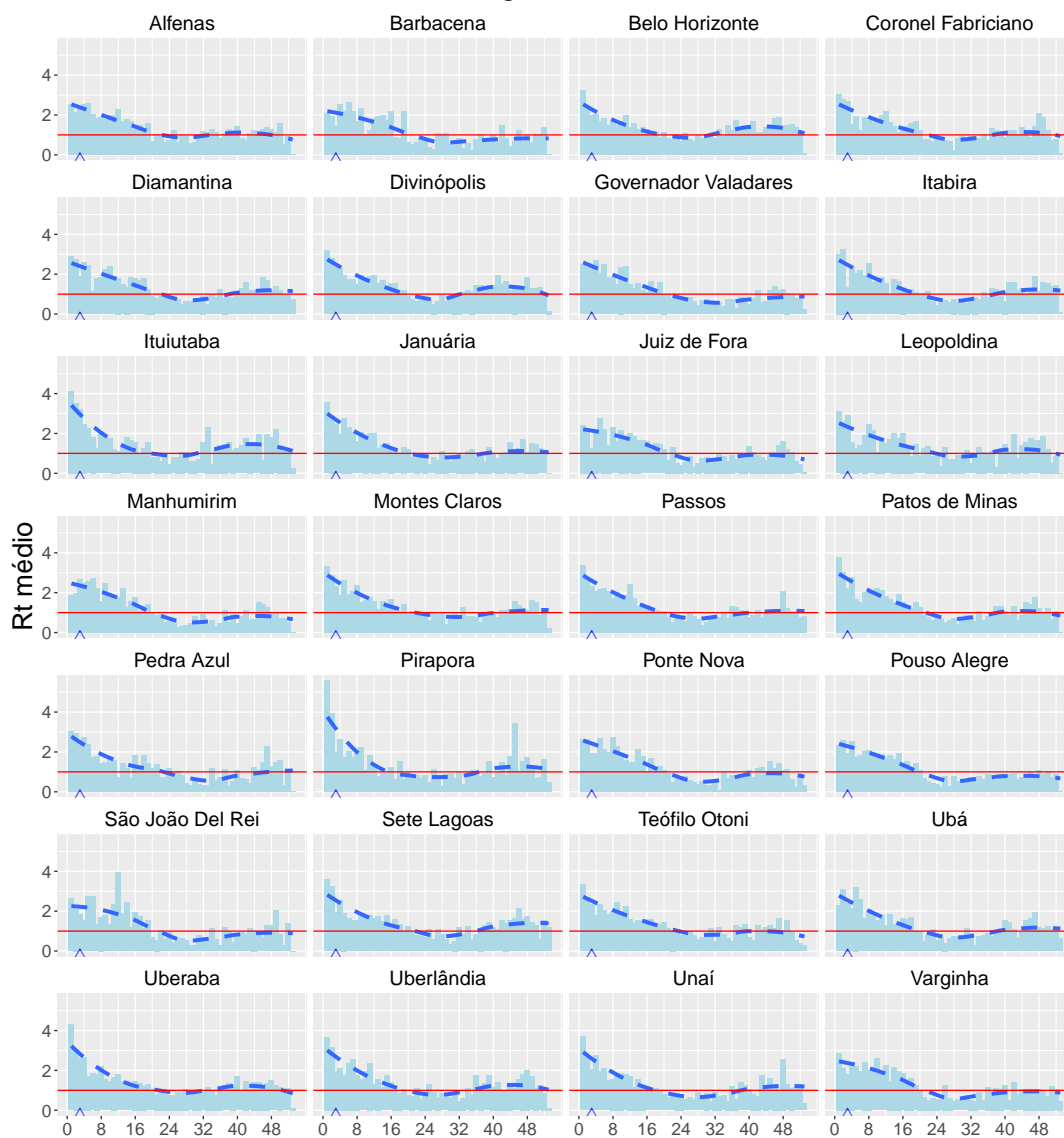 Alfenas Barbacena Belo Horizonte Coronel Fabriciano
4
2
0
Diamantina Divinópolis Governador Valadares Itabira
4
2
0
Ituiutaba Januária Juiz de Fora Leopoldina
4
2
0
Manhumirim Montes Claros Passos Patos de Minas
4
2
0
Rt médio
Pedra Azul Pirapora Ponte Nova Pouso Alegre
4
2
0
São João Del Rei Sete Lagoas Teófilo Otoni Ubá
4
2
0
Uberaba Uberlândia Unaí Varginha
4
2
0
0 8 16 24 32 40 48 0 8 16 24 32 40 48 0 8 16 24 32 40 48 0 8 16 24 32 40 48